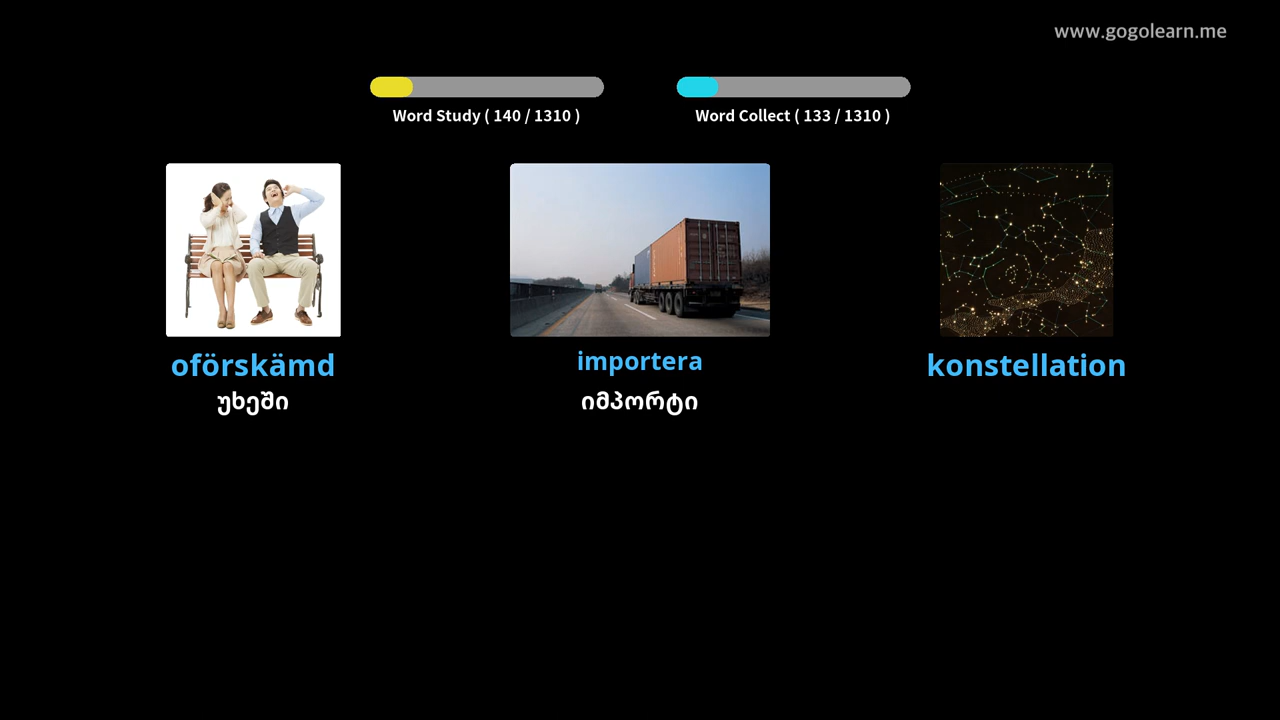 www.gogolearn.me
Word Study ( 140 / 1310 )
Word Collect ( 133 / 1310 )
oförskämd
importera
konstellation
უხეში
იმპორტი